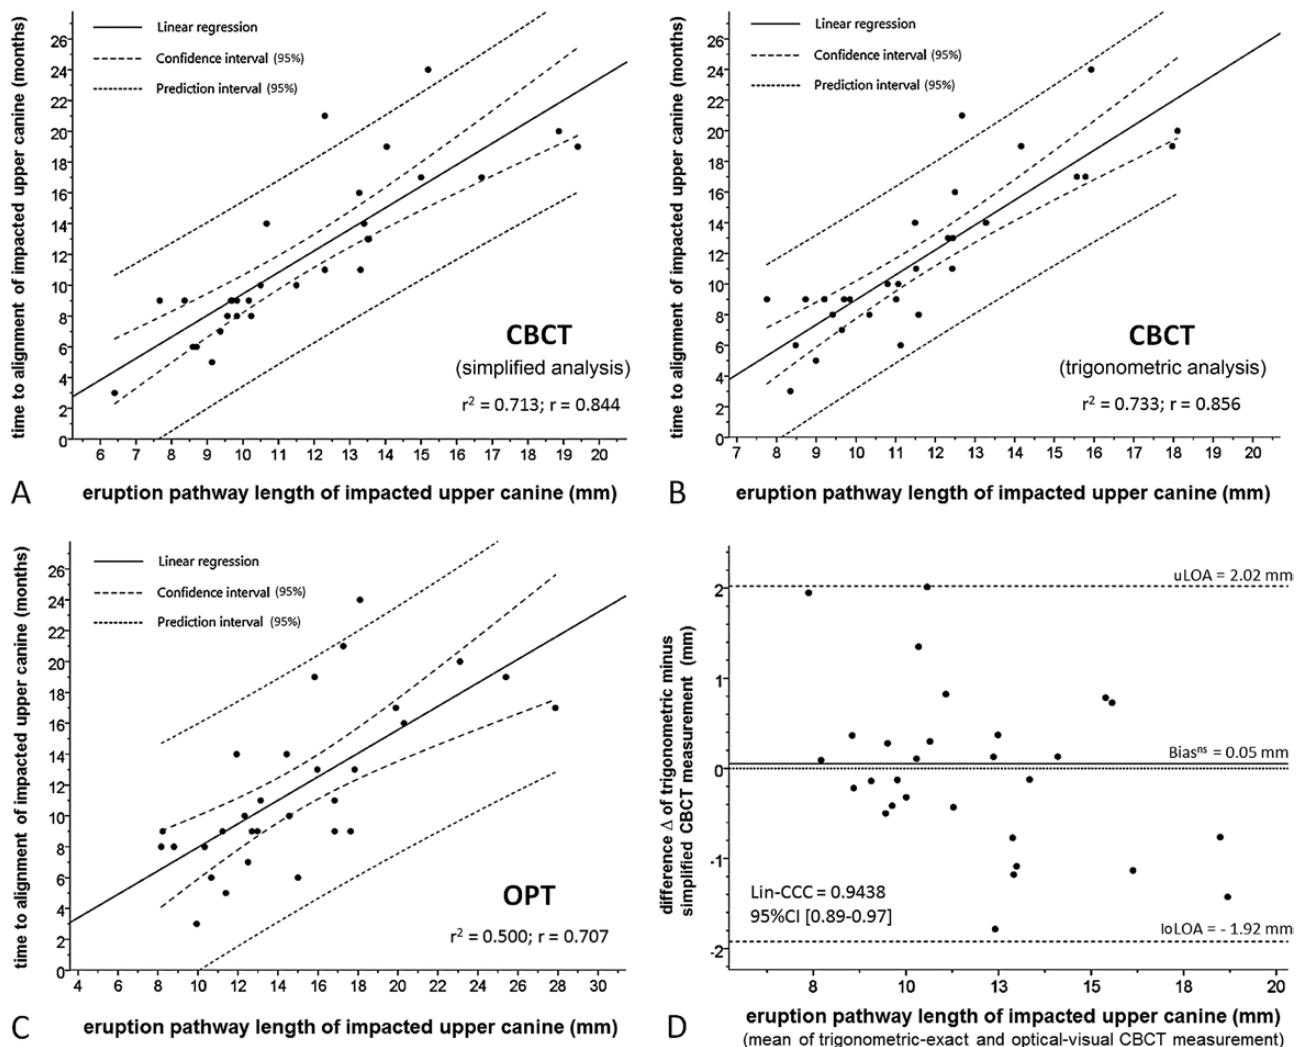 time to alignment of impacted upper canine (months)
Linear regression
Confidence interval (95%)
Prediction interval (95%)
26
24
22
20
18
16
14
12
10
8
6
4
2
0
CBCT
(simplified analysis)
r² = 0.713; r = 0.844
6 7 8 9 10 11 12 13 14 15 16 17 18 19 20
A eruption pathway length of impacted upper canine (mm)
time to alignment of impacted upper canine (months)
Linear regression
Confidence interval (95%)
Prediction interval (95%)
26
24
22
20
18
16
14
12
10
8
6
4
2
0
CBCT
(trigonometric analysis)
r² = 0.733; r = 0.856
7 8 9 10 11 12 13 14 15 16 17 18 19 20
B eruption pathway length of impacted upper canine (mm)
time to alignment of impacted upper canine (months)
Linear regression
Confidence interval (95%)
Prediction interval (95%)
26
24
22
20
18
16
14
12
10
8
6
4
2
0
OPT
r² = 0.500; r = 0.707
4 6 8 10 12 14 16 18 20 22 24 26 28 30
C eruption pathway length of impacted upper canine (mm)
difference Δ of trigonometric minus
simplified CBCT measurement (mm)
uLOA = 2.02 mm
2
1
Biasⁿˢ = 0.05 mm
0
-1
Lin-CCC = 0.9438
95%CI [0.89-0.97]
loLOA = - 1.92 mm
-2
8 10 13 15 18 20
D eruption pathway length of impacted upper canine (mm)
(mean of trigonometric-exact and optical-visual CBCT measurement)